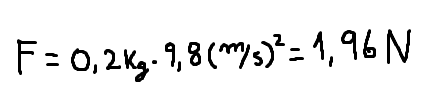 F = 0,2 Kg · 9,8 (m/s)² = 1,96 N